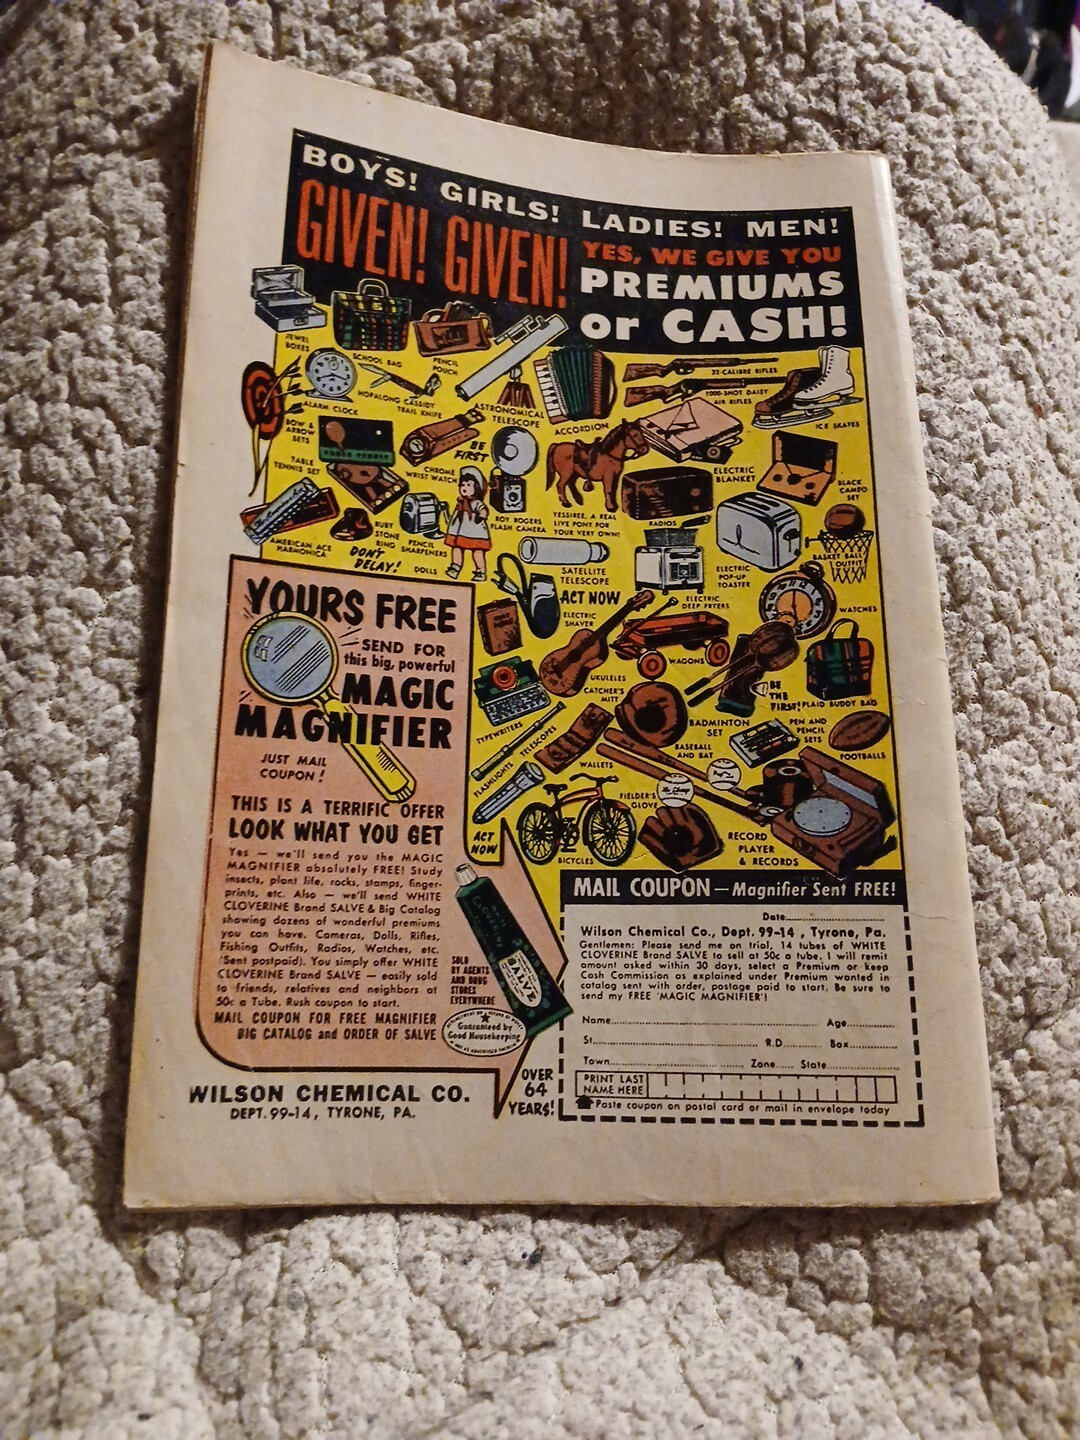 BOYS! GIRLS! LADIES! MEN!
GIVEN! GIVEN!
YES, WE GIVE YOU
PREMIUMS
or CASH!
JEWEL
BOXES
SCHOOL BAG
PENCIL
POUCH
ALARM CLOCK
HOPALONG CASSIDY
TRAIL KNIFE
ASTRONOMICAL
TELESCOPE
ACCORDION
22-CALIBRE RIFLES
1000-SHOT DAISY
AIR RIFLES
ICE SKATES
BOW &
ARROW
SETS
TABLE
TENNIS SET
CHROME
WRIST WATCH
BE
FIRST
ROY ROGERS
FLASH CAMERA
YESSIREE, A REAL
LIVE PONY FOR
YOUR VERY OWN!
RADIOS
ELECTRIC
BLANKET
BLACK
CAMEO
SET
AMERICAN ACE
HARMONICA
DON'T
DELAY!
RUBY
STONE
RING
PENCIL
SHARPENERS
DOLLS
SATELLITE
TELESCOPE
ELECTRIC
DEEP FRYERS
ELECTRIC
POP-UP
TOASTER
BASKET BALL
OUTFIT
ACT NOW
ELECTRIC
SHAVER
WATCHES
UKULELES
WAGONS
CATCHER'S
MITT
BE
THE
FIRST!
PLAID BUDDY BAG
TYPEWRITERS
TELESCOPES
BADMINTON
SET
PEN AND
PENCIL
SETS
FOOTBALLS
FLASHLIGHTS
WALLETS
BASEBALL
AND BAT
FIELDER'S
GLOVE
ACT
NOW
BICYCLES
RECORD
PLAYER
& RECORDS
YOURS FREE
SEND FOR
this big, powerful
MAGIC
MAGNIFIER
JUST MAIL
COUPON!
THIS IS A TERRIFIC OFFER
LOOK WHAT YOU GET
Yes — we'll send you the MAGIC
MAGNIFIER absolutely FREE! Study
insects, plant life, rocks, stamps, finger-
prints, etc. Also — we'll send WHITE
CLOVERINE Brand SALVE & Big Catalog
showing dozens of wonderful premiums
you can have. Cameras, Dolls, Rifles,
Fishing Outfits, Radios, Watches, etc.
(Sent postpaid). You simply offer WHITE
CLOVERINE Brand SALVE — easily sold
to friends, relatives and neighbors at
50c a Tube. Rush coupon to start.
MAIL COUPON FOR FREE MAGNIFIER
BIG CATALOG and ORDER OF SALVE
WHITE
CLOVERINE
SALVE
SOLD
BY AGENTS
AND DRUG
STORES
EVERYWHERE
Guaranteed by
Good Housekeeping
WILSON CHEMICAL CO.
DEPT. 99-14, TYRONE, PA.
OVER
64
YEARS!
MAIL COUPON—Magnifier Sent FREE!
Date
Wilson Chemical Co., Dept. 99-14, Tyrone, Pa.
Gentlemen: Please send me on trial, 14 tubes of WHITE
CLOVERINE Brand SALVE to sell at 50c a tube. I will remit
amount asked within 30 days, select a Premium or keep
Cash Commission as explained under Premium wanted in
catalog sent with order, postage paid to start. Be sure to
send my FREE 'MAGIC MAGNIFIER'!
Name Age
St. R.D. Box
Town Zone State
PRINT LAST
NAME HERE
Paste coupon on postal card or mail in envelope today